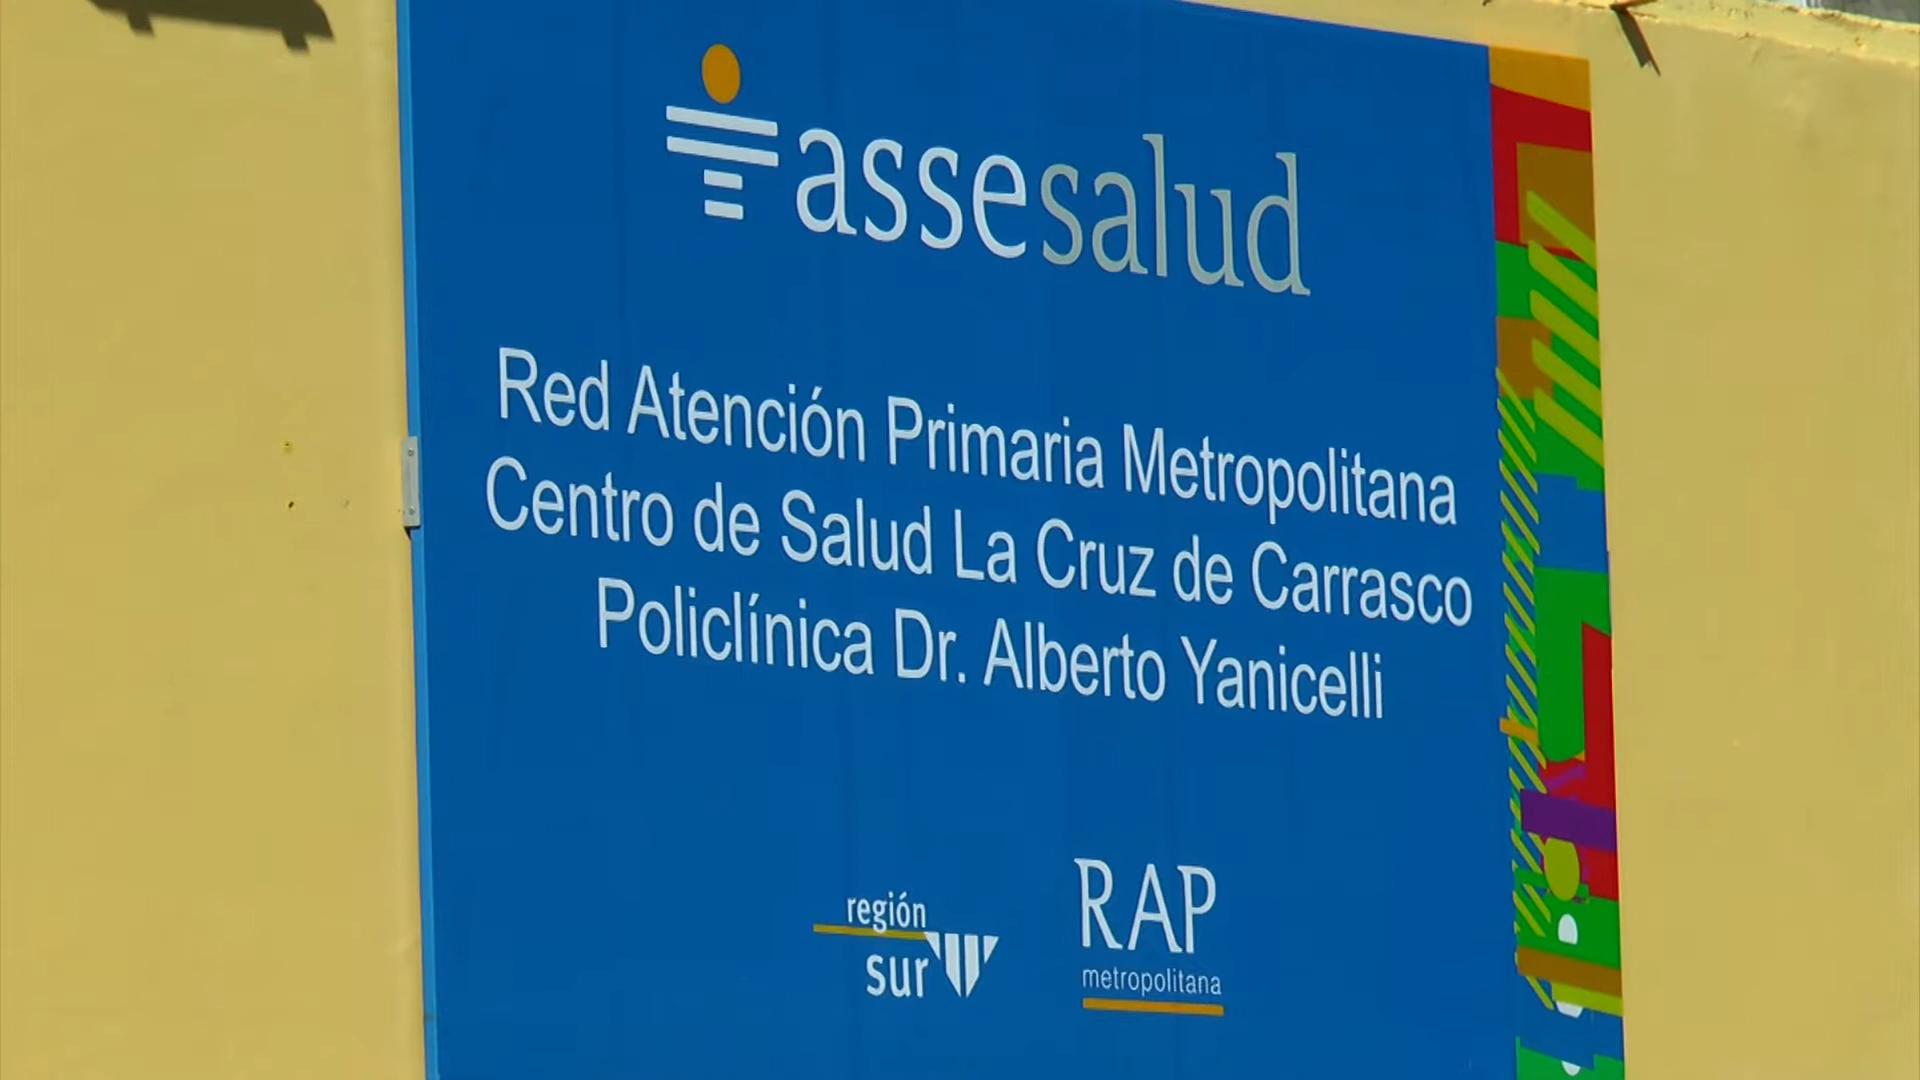 assesalud
Red Atención Primaria Metropolitana
Centro de Salud La Cruz de Carrasco
Policlínica Dr. Alberto Yanicelli
región
sur
RAP
metropolitana